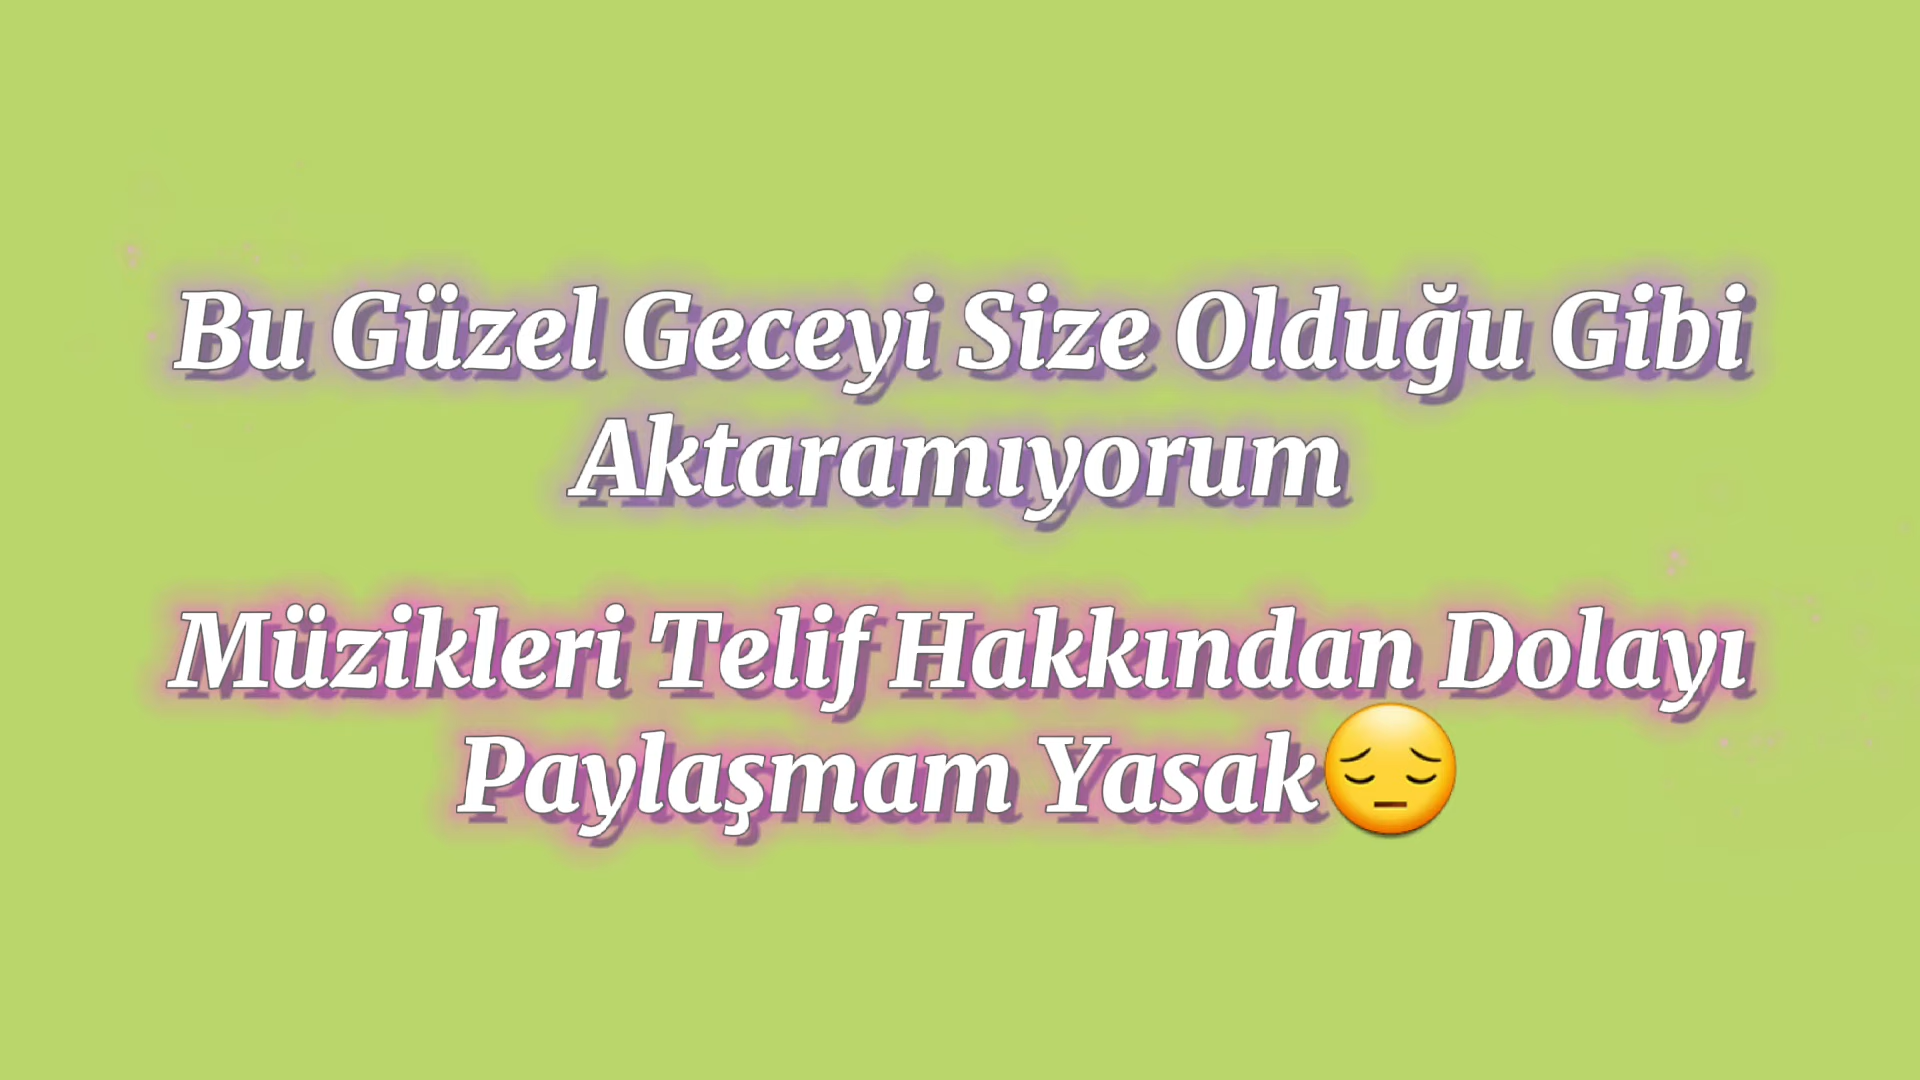 Bu Güzel Geceyi Size Olduğu Gibi
Aktaramıyorum
Müzikleri Telif Hakkından Dolayı
Paylaşmam Yasak😔